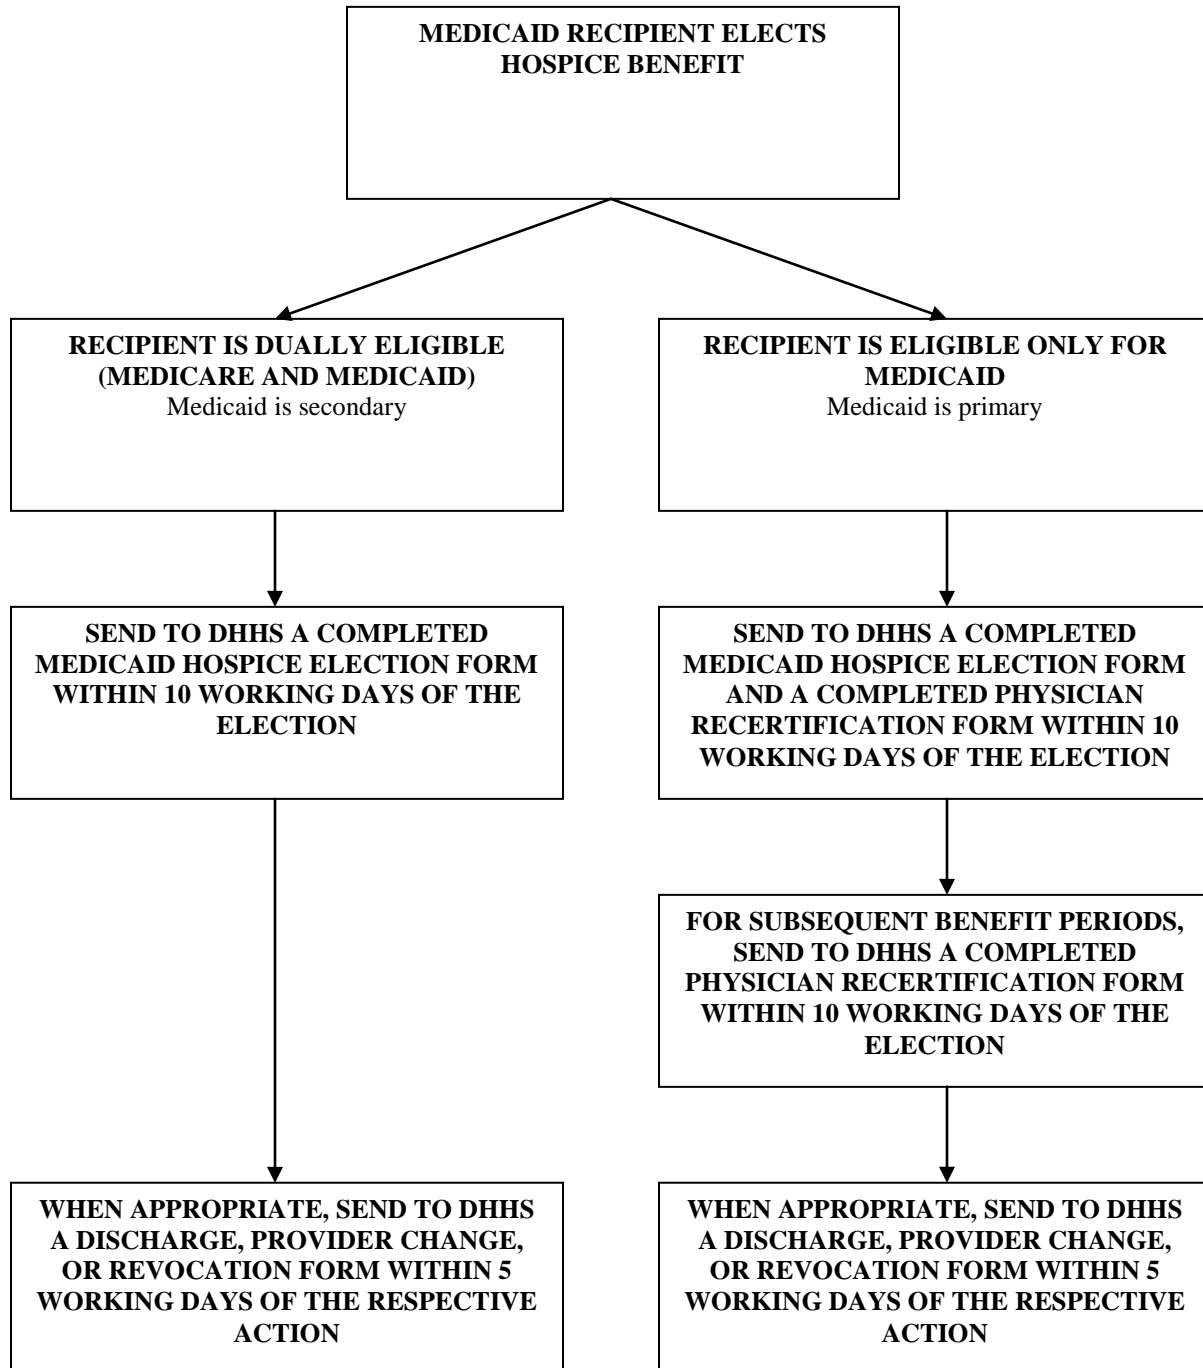 MEDICAID RECIPIENT ELECTS
HOSPICE BENEFIT
RECIPIENT IS DUALLY ELIGIBLE
(MEDICARE AND MEDICAID)
Medicaid is secondary
RECIPIENT IS ELIGIBLE ONLY FOR
MEDICAID
Medicaid is primary
SEND TO DHHS A COMPLETED
MEDICAID HOSPICE ELECTION FORM
WITHIN 10 WORKING DAYS OF THE
ELECTION
SEND TO DHHS A COMPLETED
MEDICAID HOSPICE ELECTION FORM
AND A COMPLETED PHYSICIAN
RECERTIFICATION FORM WITHIN 10
WORKING DAYS OF THE ELECTION
FOR SUBSEQUENT BENEFIT PERIODS,
SEND TO DHHS A COMPLETED
PHYSICIAN RECERTIFICATION FORM
WITHIN 10 WORKING DAYS OF THE
ELECTION
WHEN APPROPRIATE, SEND TO DHHS
A DISCHARGE, PROVIDER CHANGE,
OR REVOCATION FORM WITHIN 5
WORKING DAYS OF THE RESPECTIVE
ACTION
WHEN APPROPRIATE, SEND TO DHHS
A DISCHARGE, PROVIDER CHANGE,
OR REVOCATION FORM WITHIN 5
WORKING DAYS OF THE RESPECTIVE
ACTION